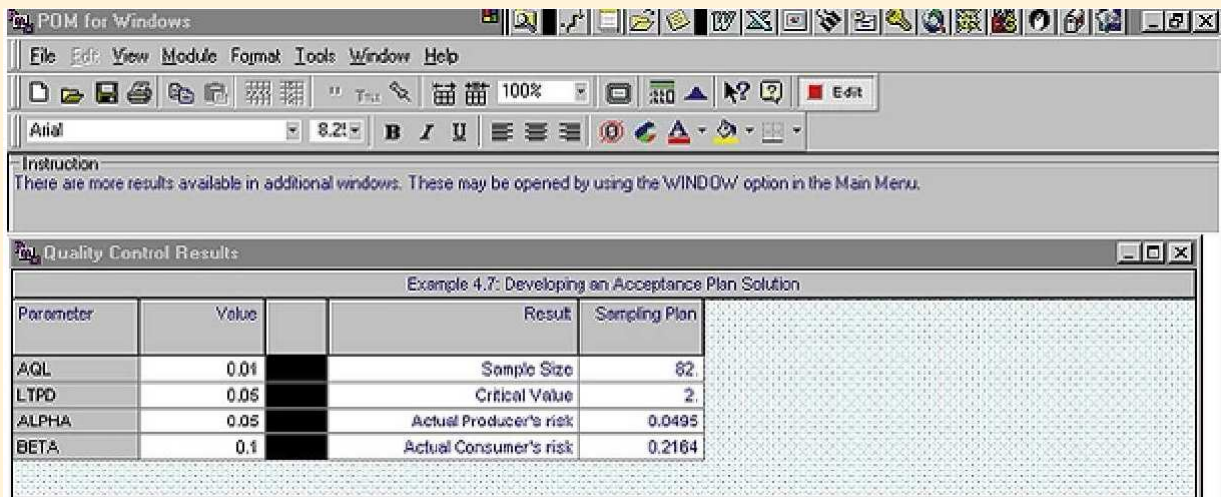 POM for Windows
File Edit View Module Format Tools Window Help
100% Edit
Arial 8.2! B I U
Instruction
There are more results available in additional windows. These may be opened by using the 'WINDOW' option in the Main Menu.
Quality Control Results
Example 4.7: Developing an Acceptance Plan Solution
Parameter Value Result Sampling Plan
AQL 0.01 Sample Size 82.
LTPD 0.05 Critical Value 2.
ALPHA 0.05 Actual Producer's risk 0.0495
BETA 0.1 Actual Consumer's risk 0.2164